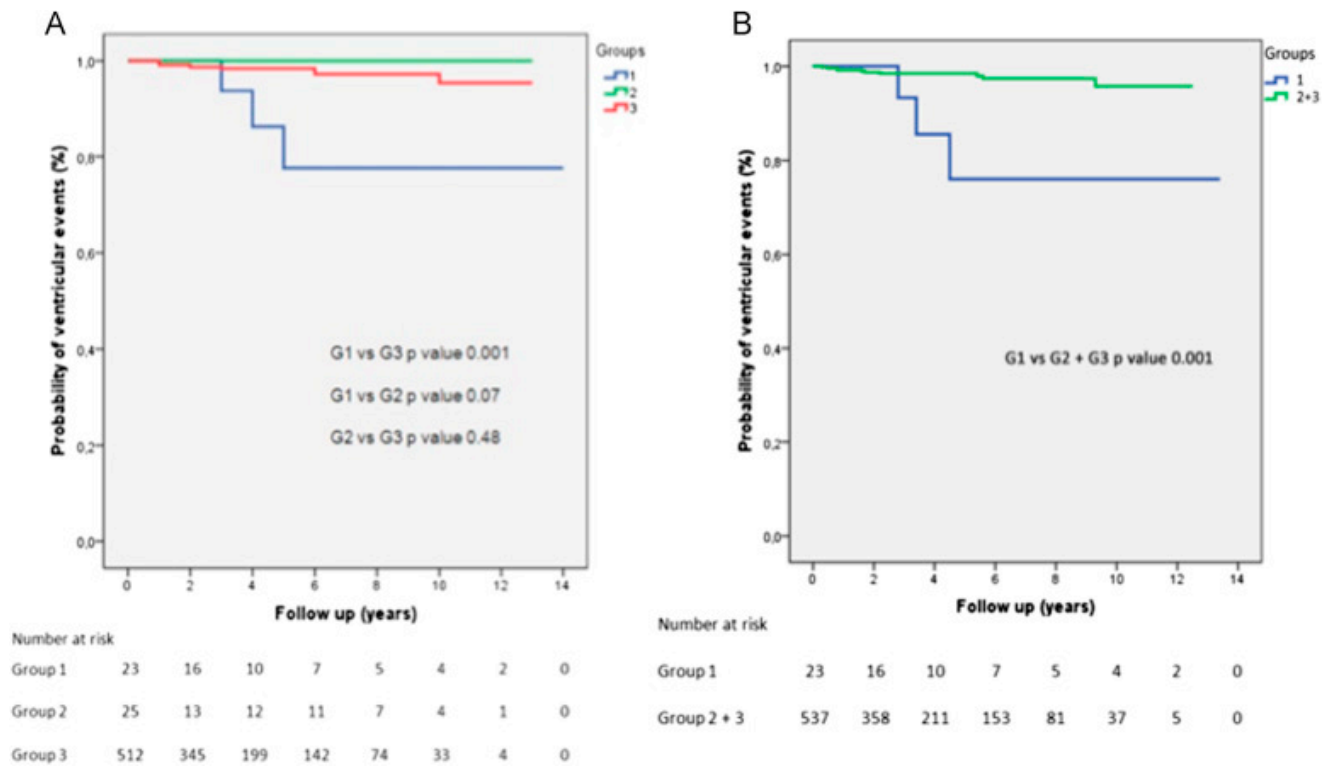 A
Groups
1
2
3
1,0
0,8
0,6
0,4
0,2
0,0
Probability of ventricular events (%)
G1 vs G3 p value 0.001
G1 vs G2 p value 0.07
G2 vs G3 p value 0.48
0 2 4 6 8 10 12 14
Follow up (years)
Number at risk
Group 1 23 16 10 7 5 4 2 0
Group 2 25 13 12 11 7 4 1 0
Group 3 512 345 199 142 74 33 4 0
B
Groups
1
2+3
1,0
0,8
0,6
0,4
0,2
0,0
Probability of ventricular events (%)
G1 vs G2 + G3 p value 0.001
0 2 4 6 8 10 12 14
Follow up (years)
Number at risk
Group 1 23 16 10 7 5 4 2 0
Group 2 + 3 537 358 211 153 81 37 5 0